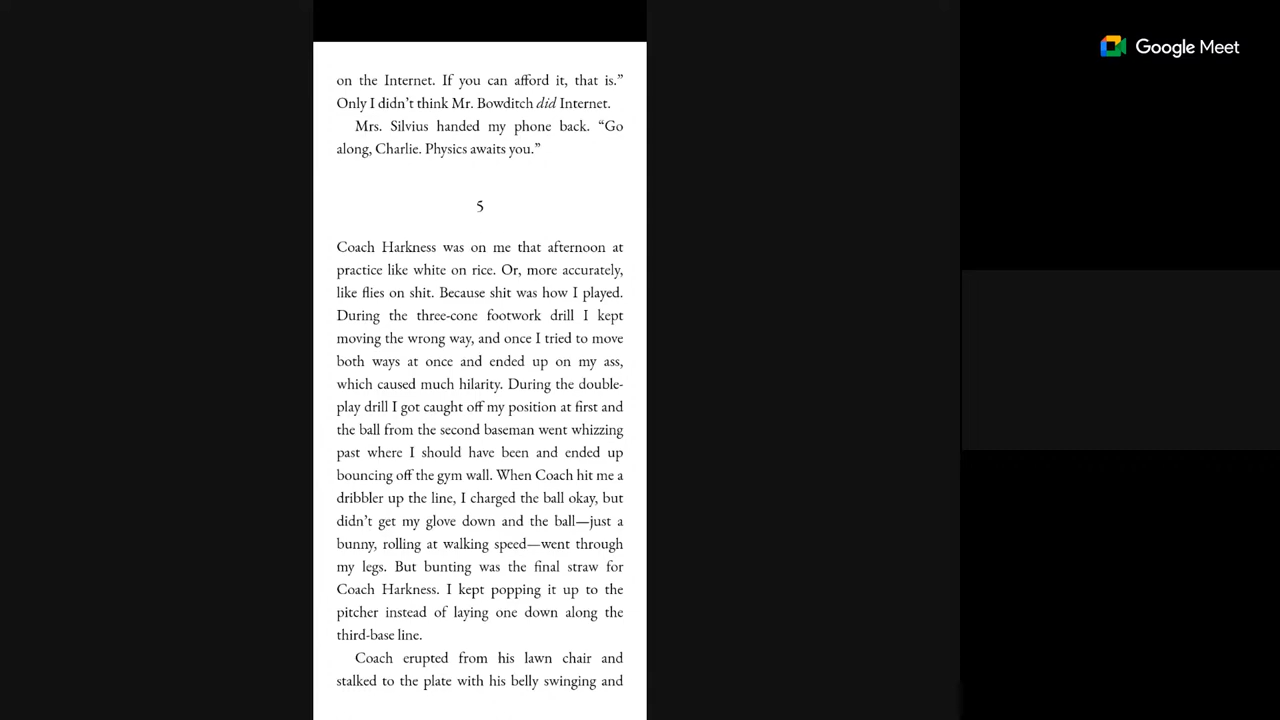 on the Internet. If you can afford it, that is.”
Only I didn’t think Mr. Bowditch did Internet.
Mrs. Silvius handed my phone back. “Go
along, Charlie. Physics awaits you.”
5
Coach Harkness was on me that afternoon at
practice like white on rice. Or, more accurately,
like flies on shit. Because shit was how I played.
During the three-cone footwork drill I kept
moving the wrong way, and once I tried to move
both ways at once and ended up on my ass,
which caused much hilarity. During the double-
play drill I got caught off my position at first and
the ball from the second baseman went whizzing
past where I should have been and ended up
bouncing off the gym wall. When Coach hit me a
dribbler up the line, I charged the ball okay, but
didn’t get my glove down and the ball—just a
bunny, rolling at walking speed—went through
my legs. But bunting was the final straw for
Coach Harkness. I kept popping it up to the
pitcher instead of laying one down along the
third-base line.
Coach erupted from his lawn chair and
stalked to the plate with his belly swinging and
Google Meet